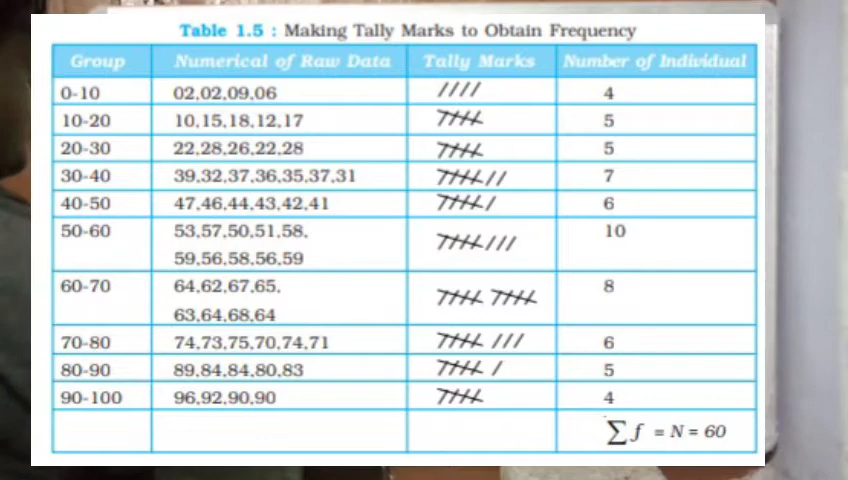 Table 1.5 : Making Tally Marks to Obtain Frequency
Group Numerical of Raw Data Tally Marks Number of Individual
0-10 02,02,09,06 //// 4
10-20 10,15,18,12,17 5
20-30 22,28,26,22,28 5
30-40 39,32,37,36,35,37,31 7
40-50 47,46,44,43,42,41 6
50-60 53,57,50,51,58, 10
59,56,58,56,59
60-70 64,62,67,65, 8
63,64,68,64
70-80 74,73,75,70,74,71 6
80-90 89,84,84,80,83 5
90-100 96,92,90,90 4
∑f = N = 60